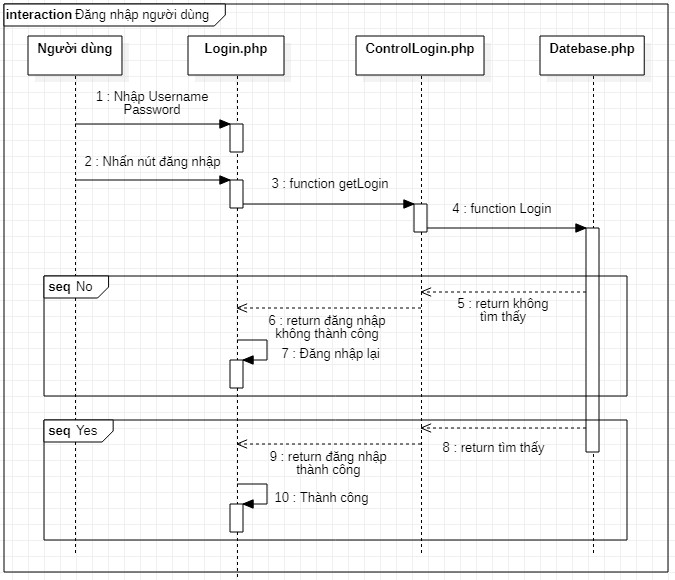 interaction Đăng nhập người dùng
Người dùng
Login.php
ControlLogin.php
Datebase.php
1 : Nhập Username
Password
2 : Nhấn nút đăng nhập
3 : function getLogin
4 : function Login
seq No
5 : return không
tìm thấy
6 : return đăng nhập
không thành công
7 : Đăng nhập lại
seq Yes
8 : return tìm thấy
9 : return đăng nhập
thành công
10 : Thành công